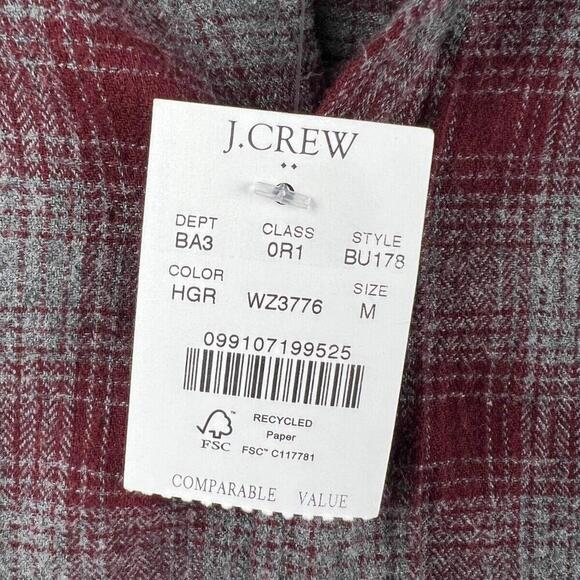 J.CREW
DEPT CLASS STYLE
BA3 0R1 BU178
COLOR SIZE
HGR WZ3776 M
099107199525
RECYCLED
Paper
FSC FSC™ C117781
COMPARABLE VALUE